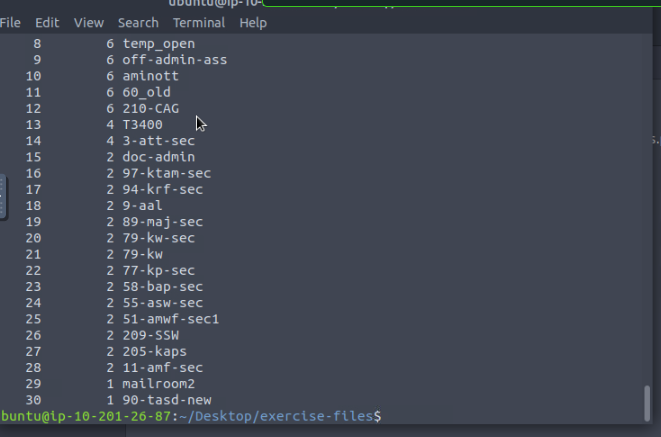 ubuntu@ip-10-
File Edit View Search Terminal Help
8 6 temp_open
9 6 off-admin-ass
10 6 aminott
11 6 60_old
12 6 210-CAG
13 4 T3400
14 4 3-att-sec
15 2 doc-admin
16 2 97-ktam-sec
17 2 94-krf-sec
18 2 9-aal
19 2 89-maj-sec
20 2 79-kw-sec
21 2 79-kw
22 2 77-kp-sec
23 2 58-bap-sec
24 2 55-asw-sec
25 2 51-amwf-sec1
26 2 209-SSW
27 2 205-kaps
28 2 11-amf-sec
29 1 mailroom2
30 1 90-tasd-new
buntu@ip-10-201-26-87:~/Desktop/exercise-files$